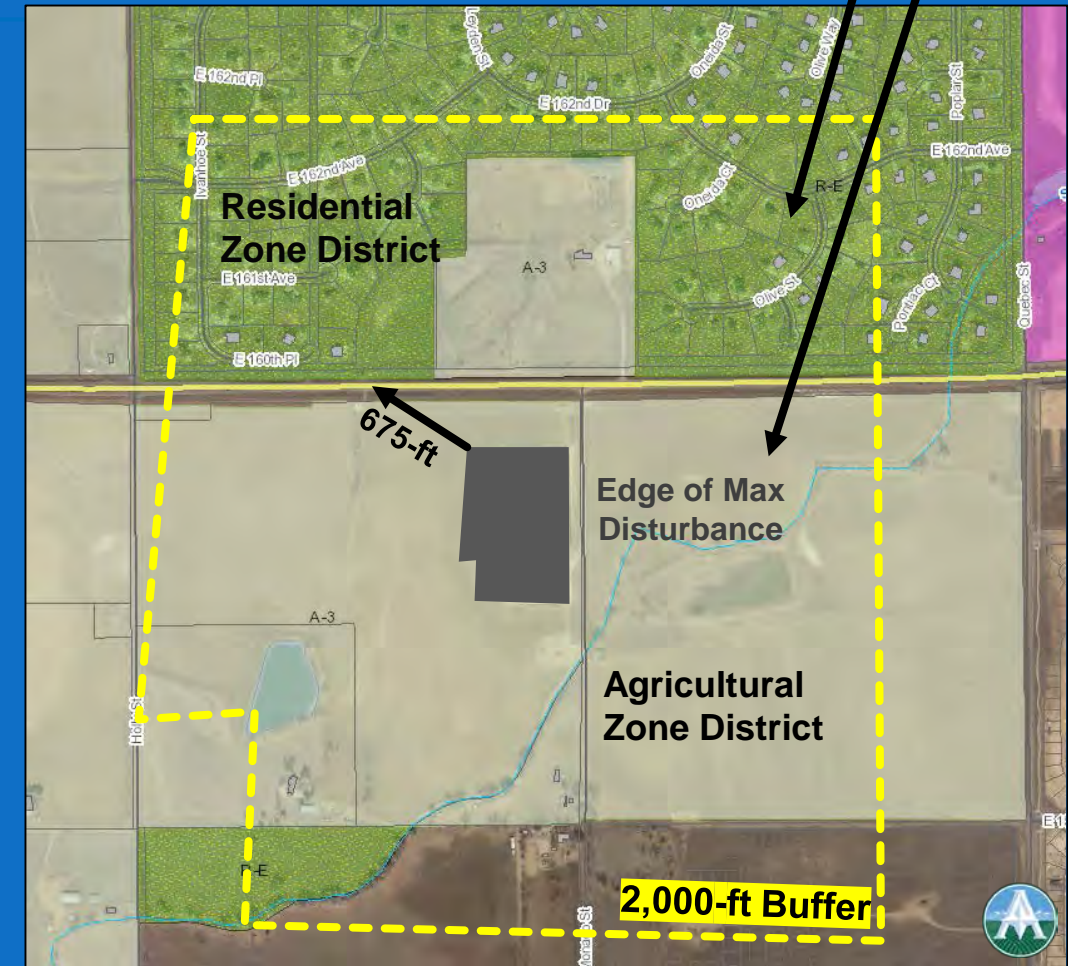 Leyden St
Oneida St
Olive Way
E 162nd Pl
Poplar St
E 162nd Dr
E 162nd Ave
Ivanhoe St
E 162nd Ave
R-E
Oneida Ct
Residential
Zone District
A-3
E 161st Ave
Olive St
Pontiac Ct
Quebec St
E 160th Pl
675-ft
Edge of Max
Disturbance
A-3
Agricultural
Zone District
Holly St
R-E
2,000-ft Buffer